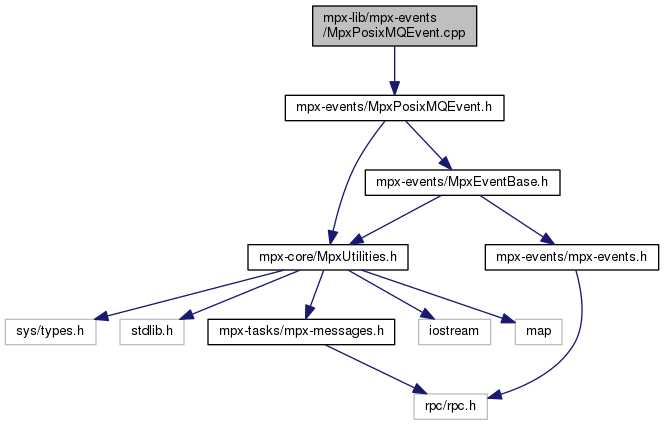 mpx-lib/mpx-events
/MpxPosixMQEvent.cpp
mpx-events/MpxPosixMQEvent.h
mpx-events/MpxEventBase.h
mpx-core/MpxUtilities.h
mpx-events/mpx-events.h
sys/types.h
stdlib.h
mpx-tasks/mpx-messages.h
iostream
map
rpc/rpc.h